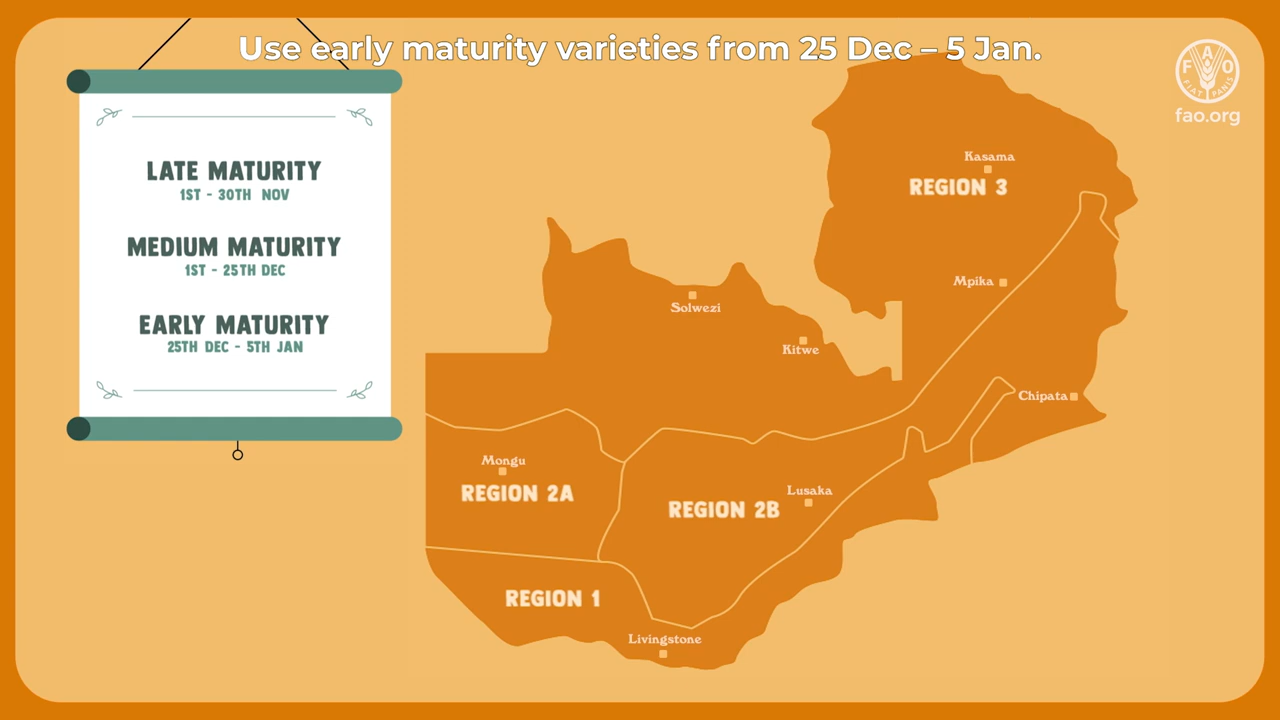 Use early maturity varieties from 25 Dec – 5 Jan.
F A O
FIAT PANIS
fao.org
LATE MATURITY
1ST - 30TH NOV
MEDIUM MATURITY
1ST - 25TH DEC
EARLY MATURITY
25TH DEC - 5TH JAN
Kasama
REGION 3
Mpika
Solwezi
Kitwe
Chipata
Mongu
REGION 2A
Lusaka
REGION 2B
REGION 1
Livingstone